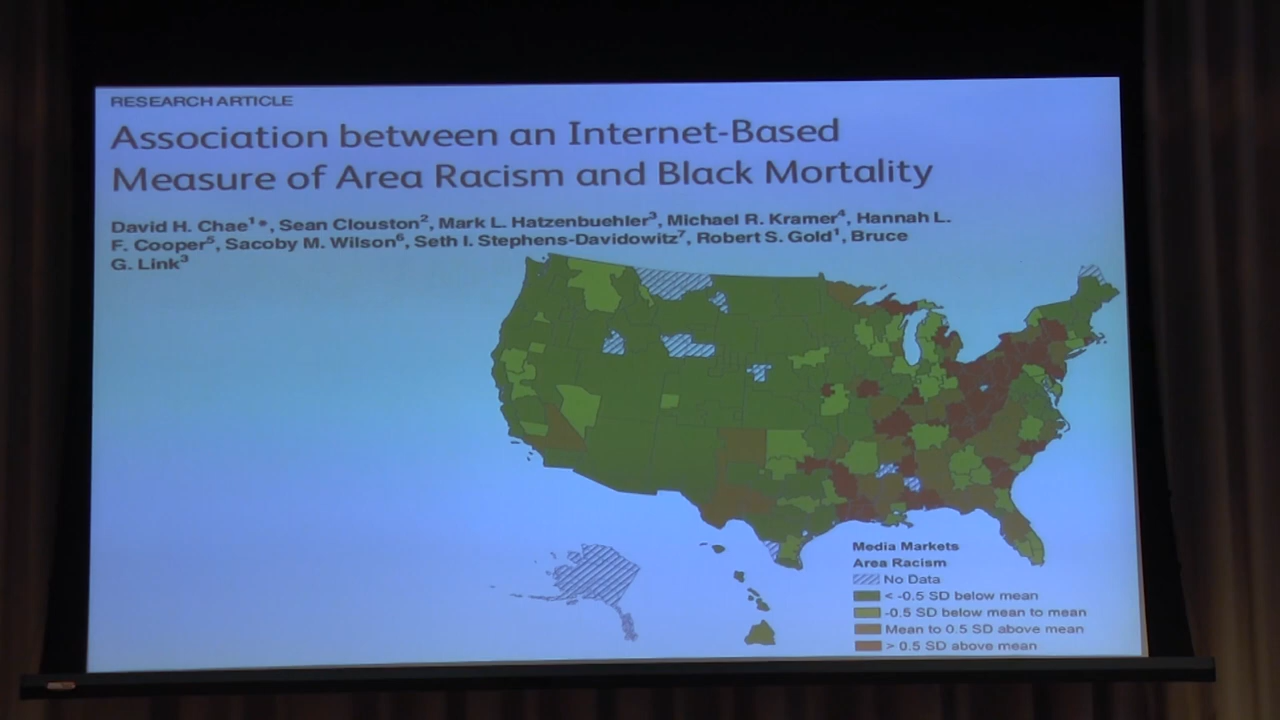 RESEARCH ARTICLE
Association between an Internet-Based
Measure of Area Racism and Black Mortality
David H. Chae¹*, Sean Clouston², Mark L. Hatzenbuehler³, Michael R. Kramer⁴, Hannah L.
F. Cooper⁵, Sacoby M. Wilson⁶, Seth I. Stephens-Davidowitz⁷, Robert S. Gold¹, Bruce
G. Link³
Media Markets
Area Racism
No Data
< -0.5 SD below mean
-0.5 SD below mean to mean
Mean to 0.5 SD above mean
> 0.5 SD above mean